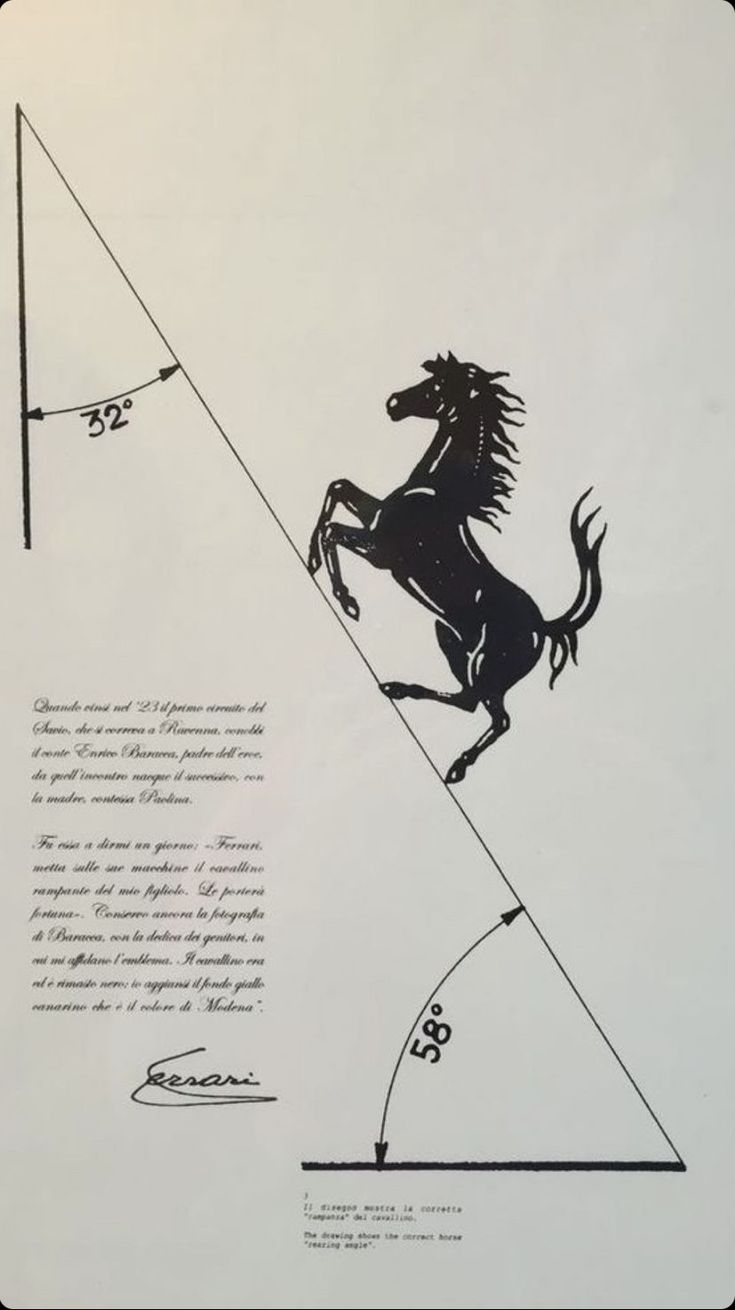 32°
Quando vinsi nel '23 il primo circuito del
Savio, che si correva a Ravenna, conobbi
il conte Enrico Baracca, padre dell'eroe,
da quell'incontro nacque il successivo, con
la madre, contessa Paolina.
Fu essa a dirmi un giorno: «Ferrari,
metta sulle sue macchine il cavallino
rampante del mio figliolo. Le porterà
fortuna». Conservo ancora la fotografia
di Baracca, con la dedica dei genitori, in
cui mi affidano l'emblema. Il cavallino era
ed è rimasto nero; io aggiunsi il fondo giallo
canarino che è il colore di Modena".
Ferrari
58°
3
Il disegno mostra la corretta
"rampanza" del cavallino.
The drawing shows the correct horse
"rearing angle".